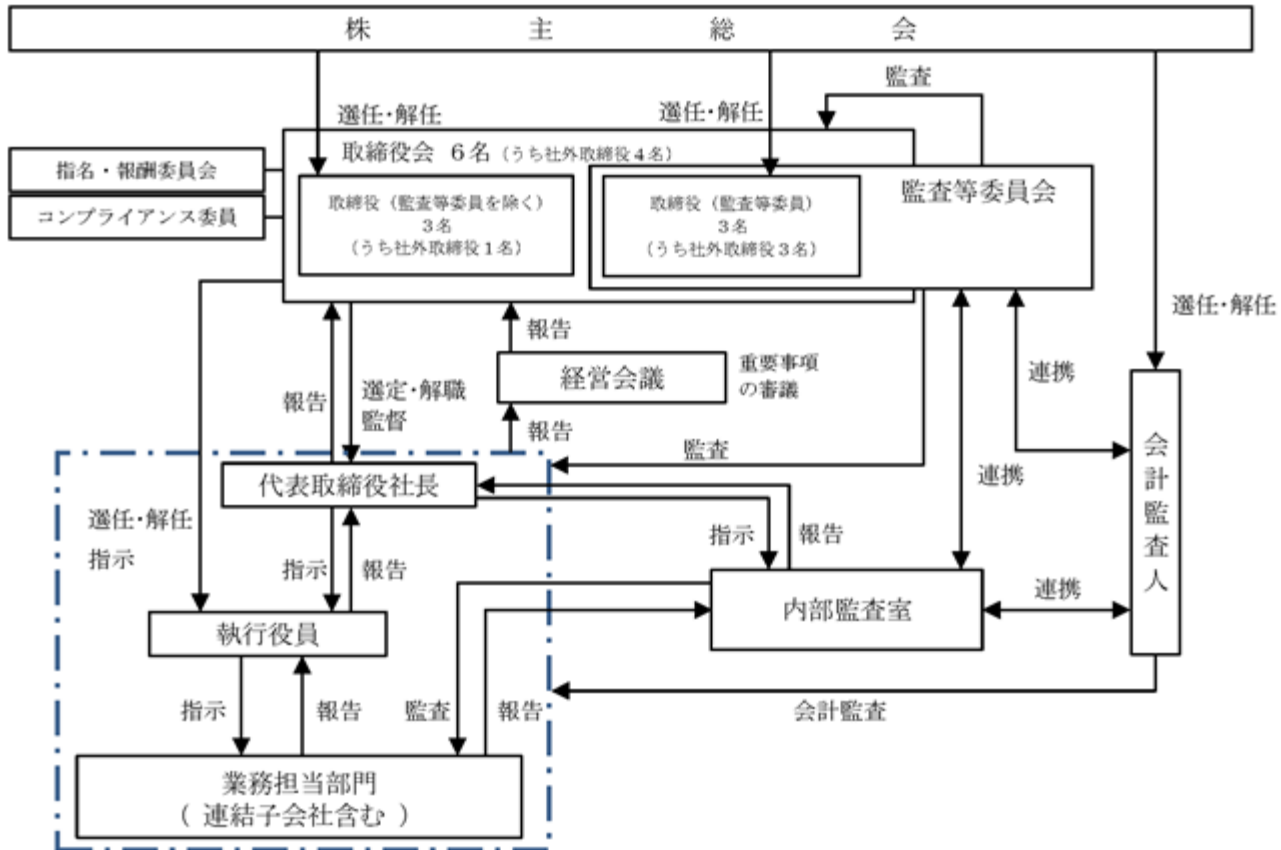 株主総会
監査
選任・解任
選任・解任
取締役会 6名(うち社外取締役4名)
指名・報酬委員会
コンプライアンス委員
取締役(監査等委員を除く)
3名
(うち社外取締役1名)
取締役(監査等委員)
3名
(うち社外取締役3名)
監査等委員会
選任・解任
報告
経営会議
重要事項
の審議
連携
報告
選定・解職
監督
報告
監査
代表取締役社長
連携
会計監査人
選任・解任
指示
指示
報告
指示
報告
内部監査室
連携
執行役員
指示
報告
監査
報告
会計監査
業務担当部門
( 連結子会社含む )